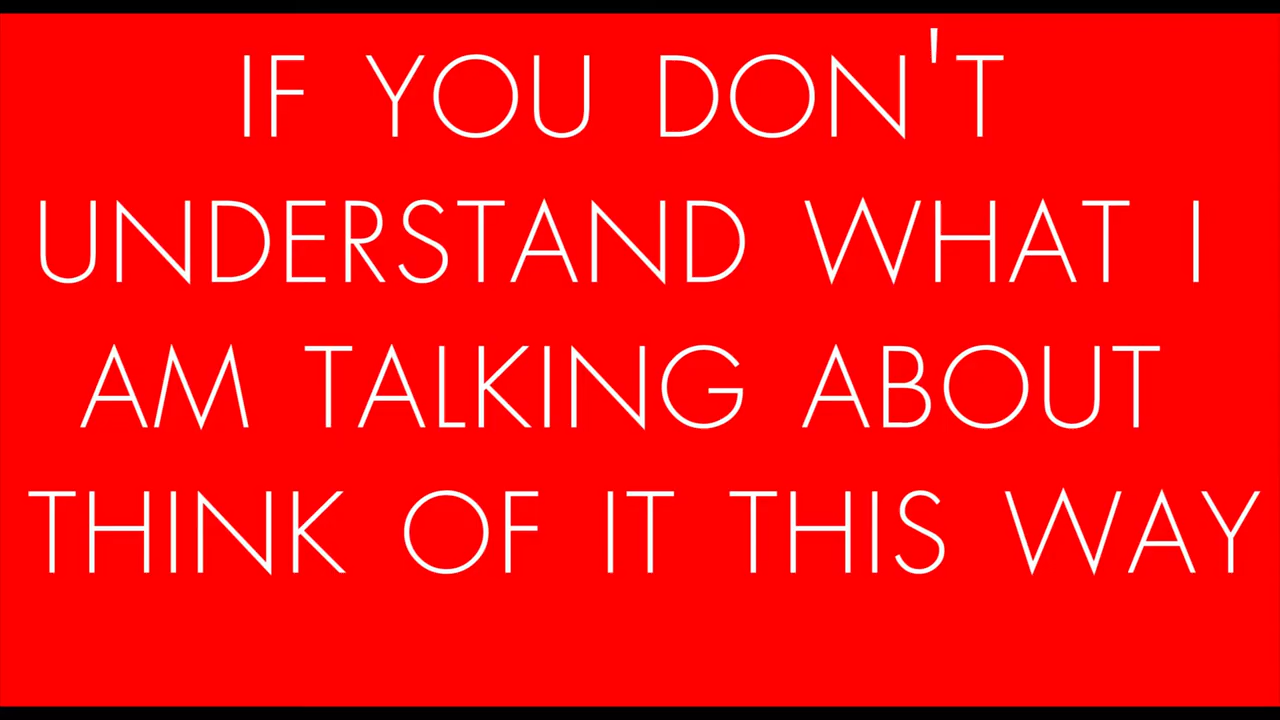 IF YOU DON'T
UNDERSTAND WHAT I
AM TALKING ABOUT
THINK OF IT THIS WAY